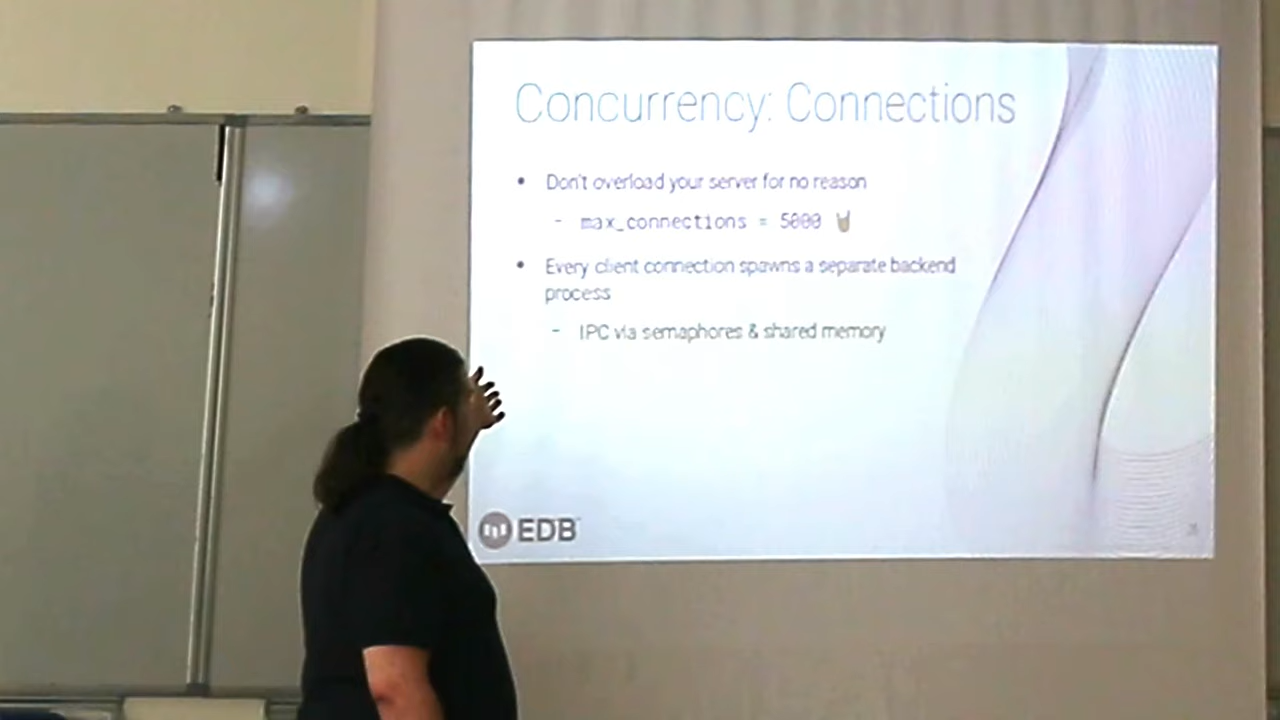 Concurrency: Connections
• Don't overload your server for no reason
- max_connections = 5000 🤘
• Every client connection spawns a separate backend
process
- IPC via semaphores & shared memory
EDB